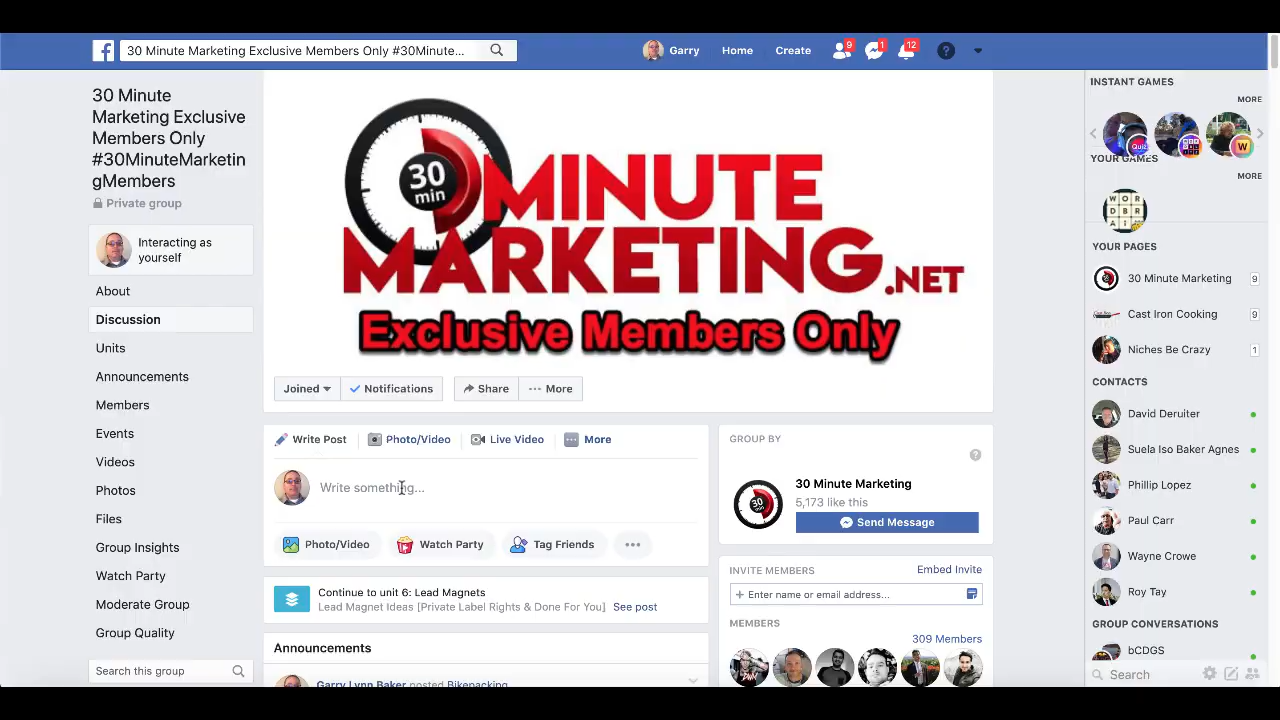 30 Minute Marketing Exclusive Members Only #30Minute...
Garry
Home
Create
9
1
12
30 Minute
Marketing Exclusive
Members Only
#30MinuteMarketin
gMembers
Private group
Interacting as
yourself
About
Discussion
Units
Announcements
Members
Events
Videos
Photos
Files
Group Insights
Watch Party
Moderate Group
Group Quality
Search this group
30
min
MINUTE
MARKETING.NET
Exclusive Members Only
Joined
Notifications
Share
More
Write Post
Photo/Video
Live Video
More
Write something...
Photo/Video
Watch Party
Tag Friends
Continue to unit 6: Lead Magnets
Lead Magnet Ideas [Private Label Rights & Done For You]
See post
Announcements
Garry Lynn Baker posted Bikepacking
GROUP BY
30
30 Minute Marketing
5,173 like this
Send Message
INVITE MEMBERS
Embed Invite
+ Enter name or email address...
MEMBERS
309 Members
INSTANT GAMES
MORE
Quiz
W
YOUR GAMES
MORE
WORDBRAI
YOUR PAGES
30 Minute Marketing
9
Cast Iron Cooking
9
Niches Be Crazy
1
CONTACTS
David Deruiter
Suela Iso Baker Agnes
Phillip Lopez
Paul Carr
Wayne Crowe
Roy Tay
GROUP CONVERSATIONS
bCDGS
Search